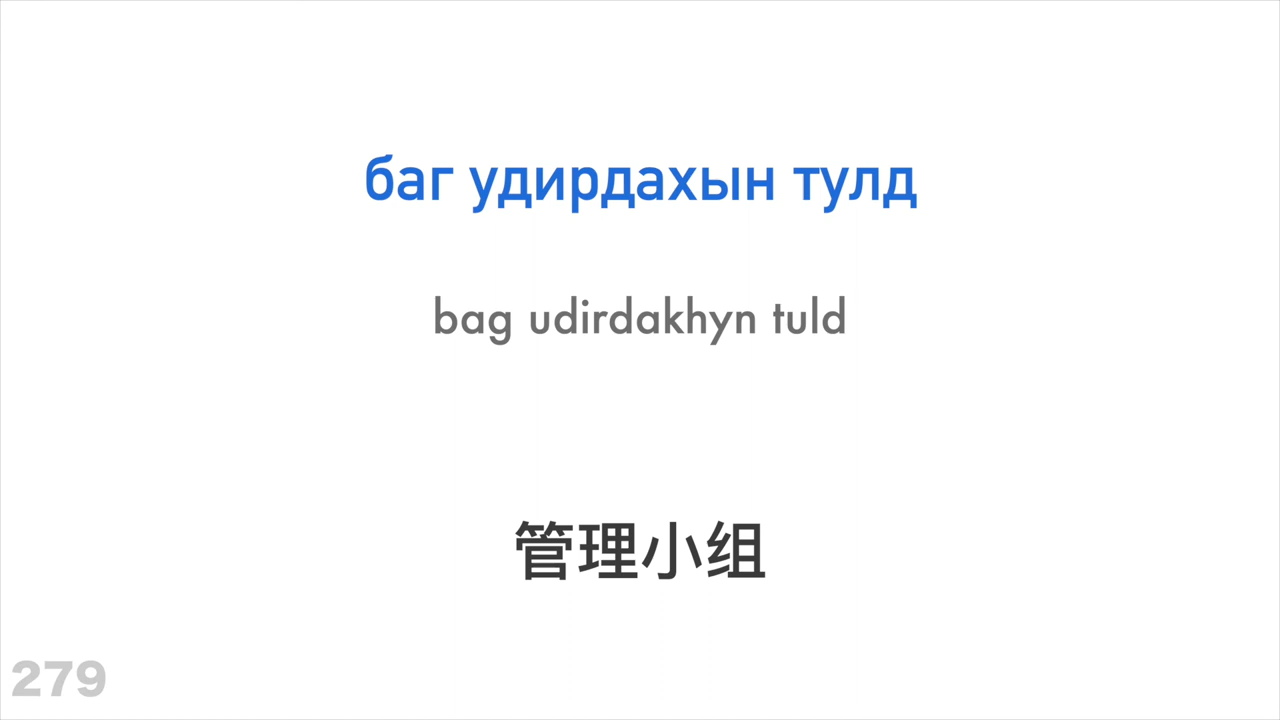 баг удирдахын тулд
bag udirdakhyn tuld
管理小组
279